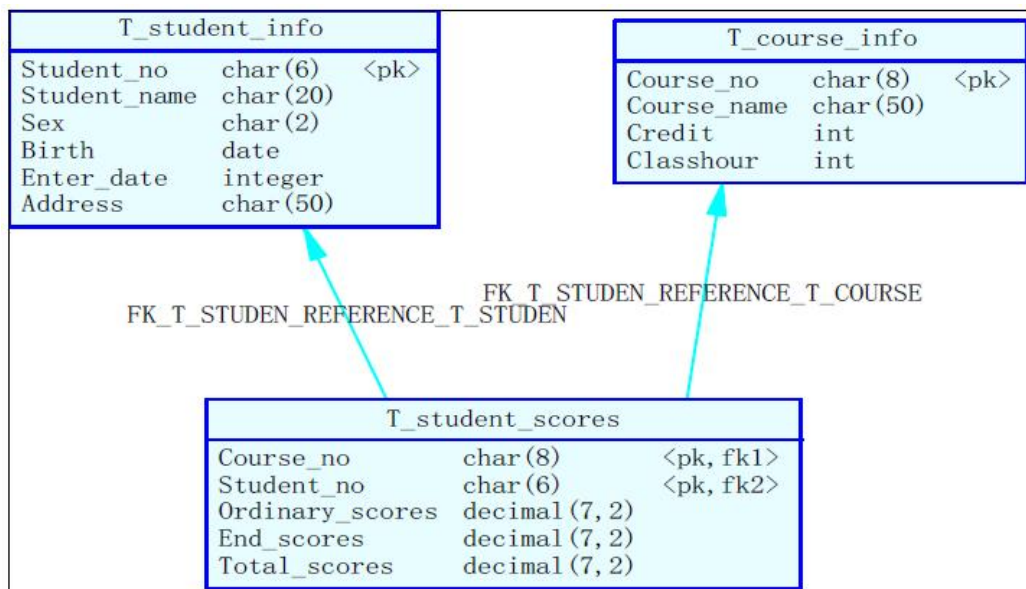 T_student_info
Student_no char(6) <pk>
Student_name char(20)
Sex char(2)
Birth date
Enter_date integer
Address char(50)
T_course_info
Course_no char(8) <pk>
Course_name char(50)
Credit int
Classhour int
FK_T_STUDEN_REFERENCE_T_COURSE
FK_T_STUDEN_REFERENCE_T_STUDEN
T_student_scores
Course_no char(8) <pk,fk1>
Student_no char(6) <pk,fk2>
Ordinary_scores decimal(7,2)
End_scores decimal(7,2)
Total_scores decimal(7,2)